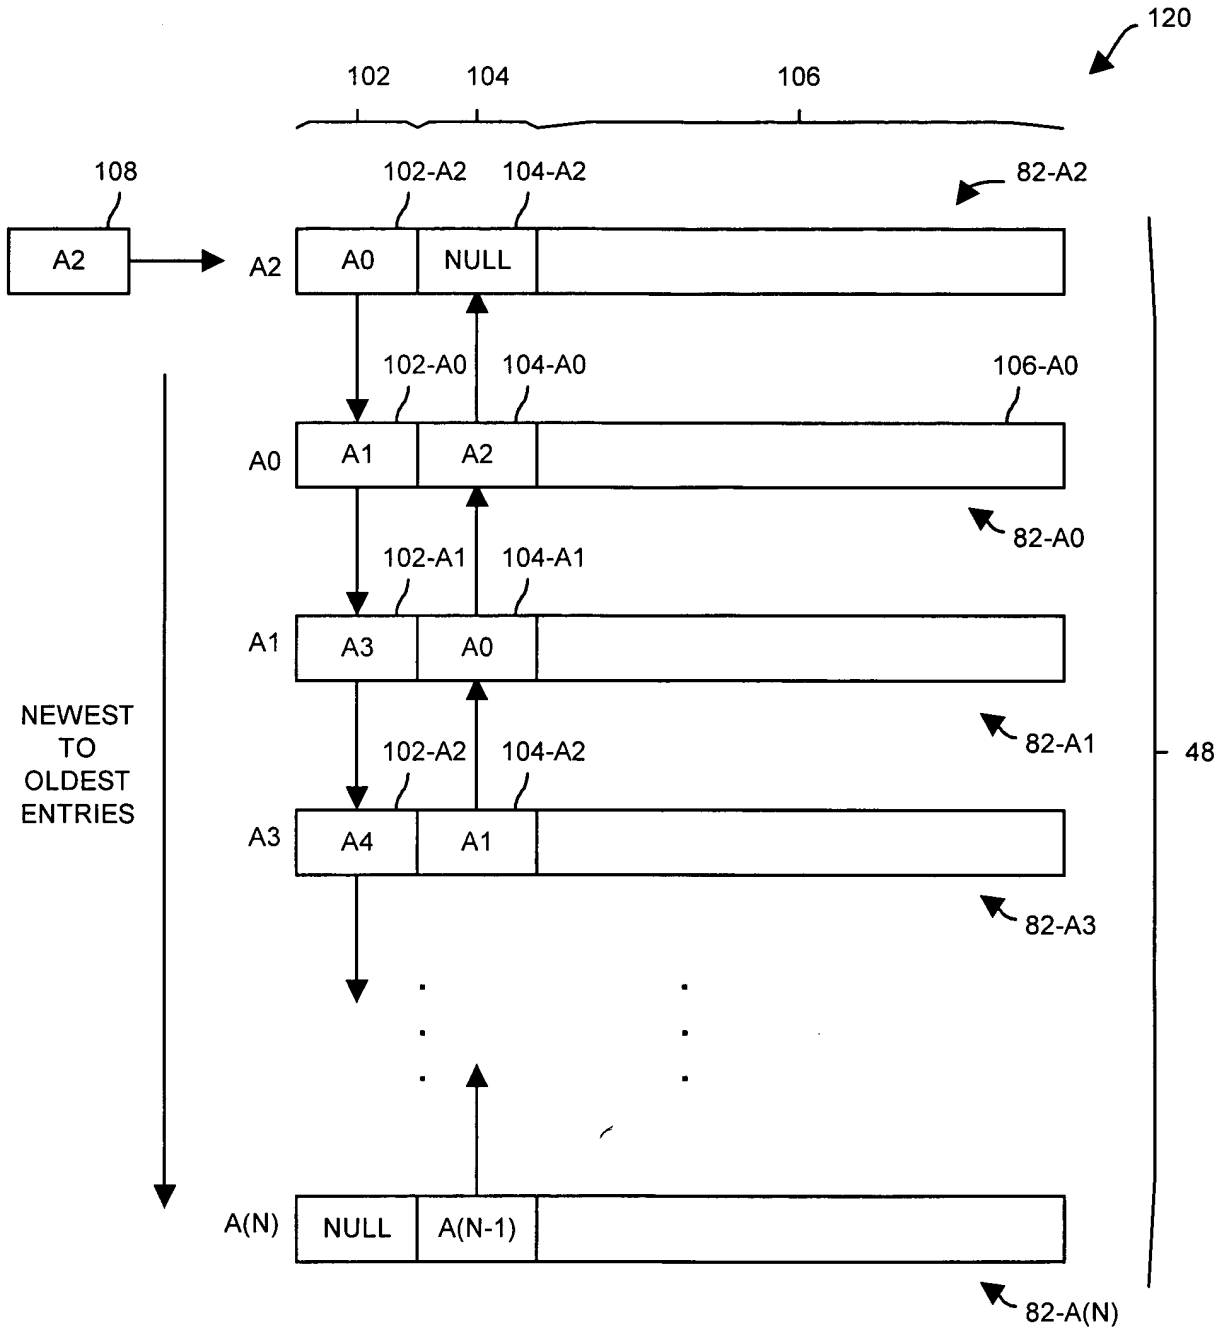 120
102 104 106
108 102-A2 104-A2 82-A2
A2 A2 A0 NULL
102-A0 104-A0 106-A0
A0 A1 A2
82-A0
102-A1 104-A1
A1 A3 A0
NEWEST
TO
OLDEST
ENTRIES
82-A1
48
102-A2 104-A2
A3 A4 A1
82-A3
A(N) NULL A(N-1)
82-A(N)